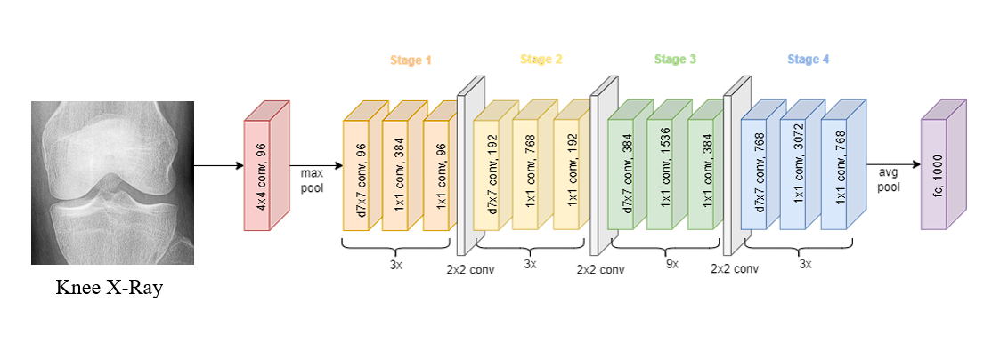 Stage 1
Stage 2
Stage 3
Stage 4
4x4 conv, 96
max
pool
d7x7 conv, 96
1x1 conv, 384
1x1 conv, 96
3x
2x2 conv
d7x7 conv, 192
1x1 conv, 768
1x1 conv, 192
3x
2x2 conv
d7x7 conv, 384
1x1 conv, 1536
1x1 conv, 384
9x
2x2 conv
d7x7 conv, 768
1x1 conv, 3072
1x1 conv, 768
3x
avg
pool
fc, 1000
Knee X-Ray